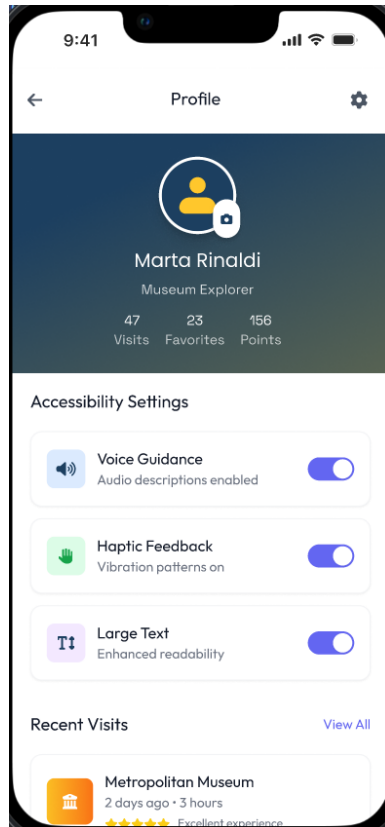 9:41
Profile
Marta Rinaldi
Museum Explorer
47 23 156
Visits Favorites Points
Accessibility Settings
Voice Guidance
Audio descriptions enabled
Haptic Feedback
Vibration patterns on
T
Large Text
Enhanced readability
Recent Visits View All
Metropolitan Museum
2 days ago • 3 hours
Excellent experience